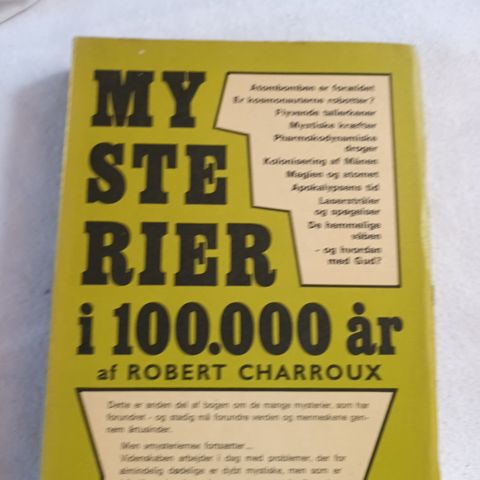 MY
STE
RIER
i 100.000 år
af ROBERT CHARROUX
Atombomben er forældet
Er kosmonauterne robotter?
Flyvende tallerkener
Mystiske kræfter
Pharmakodynamiske
droger
Kolonisering af Månen
Magien og atomet
Apokalypsens tid
Laserstråler
og spøgelser
De hemmelige
våben
- og hvordan
med Gud?
Dette er anden del af bogen om de mange mysterier, som har
forundret - og stadig må forundre verden og menneskene gen-
nem årtusinder.
Men mysterierne fortsætter...
Videnskaben arbejder i dag med problemer, der for
almindelig dødelige er dybt mystiske, men som er